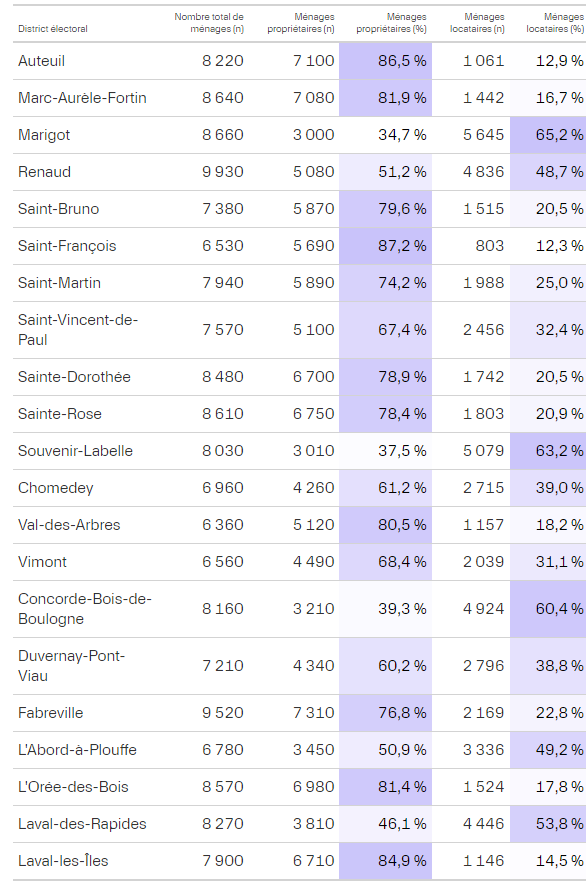 District électoral Nombre total de ménages (n) Ménages propriétaires (n) Ménages propriétaires (%) Ménages locataires (n) Ménages locataires (%)
Auteuil 8 220 7 100 86,5 % 1 061 12,9 %
Marc-Aurèle-Fortin 8 640 7 080 81,9 % 1 442 16,7 %
Marigot 8 660 3 000 34,7 % 5 645 65,2 %
Renaud 9 930 5 080 51,2 % 4 836 48,7 %
Saint-Bruno 7 380 5 870 79,6 % 1 515 20,5 %
Saint-François 6 530 5 690 87,2 % 803 12,3 %
Saint-Martin 7 940 5 890 74,2 % 1 988 25,0 %
Saint-Vincent-de-
Paul 7 570 5 100 67,4 % 2 456 32,4 %
Sainte-Dorothée 8 480 6 700 78,9 % 1 742 20,5 %
Sainte-Rose 8 610 6 750 78,4 % 1 803 20,9 %
Souvenir-Labelle 8 030 3 010 37,5 % 5 079 63,2 %
Chomedey 6 960 4 260 61,2 % 2 715 39,0 %
Val-des-Arbres 6 360 5 120 80,5 % 1 157 18,2 %
Vimont 6 560 4 490 68,4 % 2 039 31,1 %
Concorde-Bois-de-
Boulogne 8 160 3 210 39,3 % 4 924 60,4 %
Duvernay-Pont-
Viau 7 210 4 340 60,2 % 2 796 38,8 %
Fabreville 9 520 7 310 76,8 % 2 169 22,8 %
L'Abord-à-Plouffe 6 780 3 450 50,9 % 3 336 49,2 %
L'Orée-des-Bois 8 570 6 980 81,4 % 1 524 17,8 %
Laval-des-Rapides 8 270 3 810 46,1 % 4 446 53,8 %
Laval-les-Îles 7 900 6 710 84,9 % 1 146 14,5 %